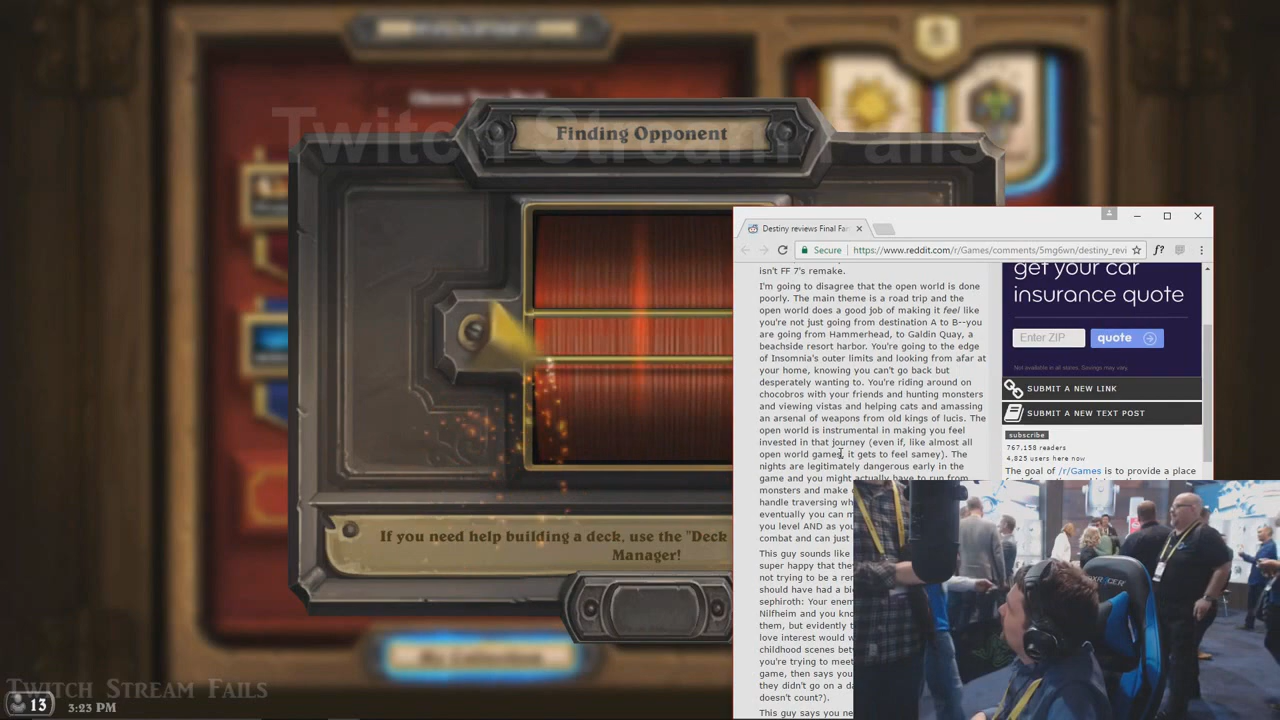 Twitch Stream Fails
Finding Opponent
If you need help building a deck, use the "Deck
Manager!
Twitch Stream Fails
13
3:23 PM
Destiny reviews Final Fan
Secure
https://www.reddit.com/r/Games/comments/5mg6wn/destiny_revi
f?
isn't FF 7's remake.
I'm going to disagree that the open world is done
poorly. The main theme is a road trip and the
open world does a good job of making it feel like
you're not just going from destination A to B--you
are going from Hammerhead, to Galdin Quay, a
beachside resort harbor. You're going to the edge
of Insomnia's outer limits and looking from afar at
your home, knowing you can't go back but
desperately wanting to. You're riding around on
chocobros with your friends and hunting monsters
and viewing vistas and helping cats and amassing
an arsenal of weapons from old kings of lucis. The
open world is instrumental in making you feel
invested in that journey (even if, like almost all
open world games, it gets to feel samey). The
nights are legitimately dangerous early in the
game and you might actually have to run from
monsters and make
handle traversing wh
eventually you can m
you level AND as you
combat and can just
This guy sounds like
super happy that they
not trying to be a rem
should have had a bi
sephiroth: Your enem
Nilfheim and you kno
them, but evidently t
love interest would w
childhood scenes bet
you're trying to meet
game, then says you
they didn't go on a da
doesn't count?).
This guy says you ne
get your car
insurance quote
Enter ZIP
quote
Not available in all states. Savings may vary.
SUBMIT A NEW LINK
SUBMIT A NEW TEXT POST
subscribe
767,158 readers
4,825 users here now
The goal of /r/Games is to provide a place